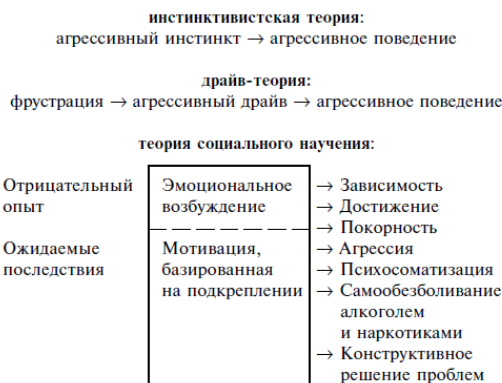 инстинктивистская теория:
агрессивный инстинкт → агрессивное поведение
драйв-теория:
фрустрация → агрессивный драйв → агрессивное поведение
теория социального научения:
Отрицательный опыт
Ожидаемые последствия
Эмоциональное возбуждение
Мотивация, базированная на подкреплении
→ Зависимость
→ Достижение
→ Покорность
→ Агрессия
→ Психосоматизация
→ Самообезболивание
алкоголем
и наркотиками
→ Конструктивное
решение проблем